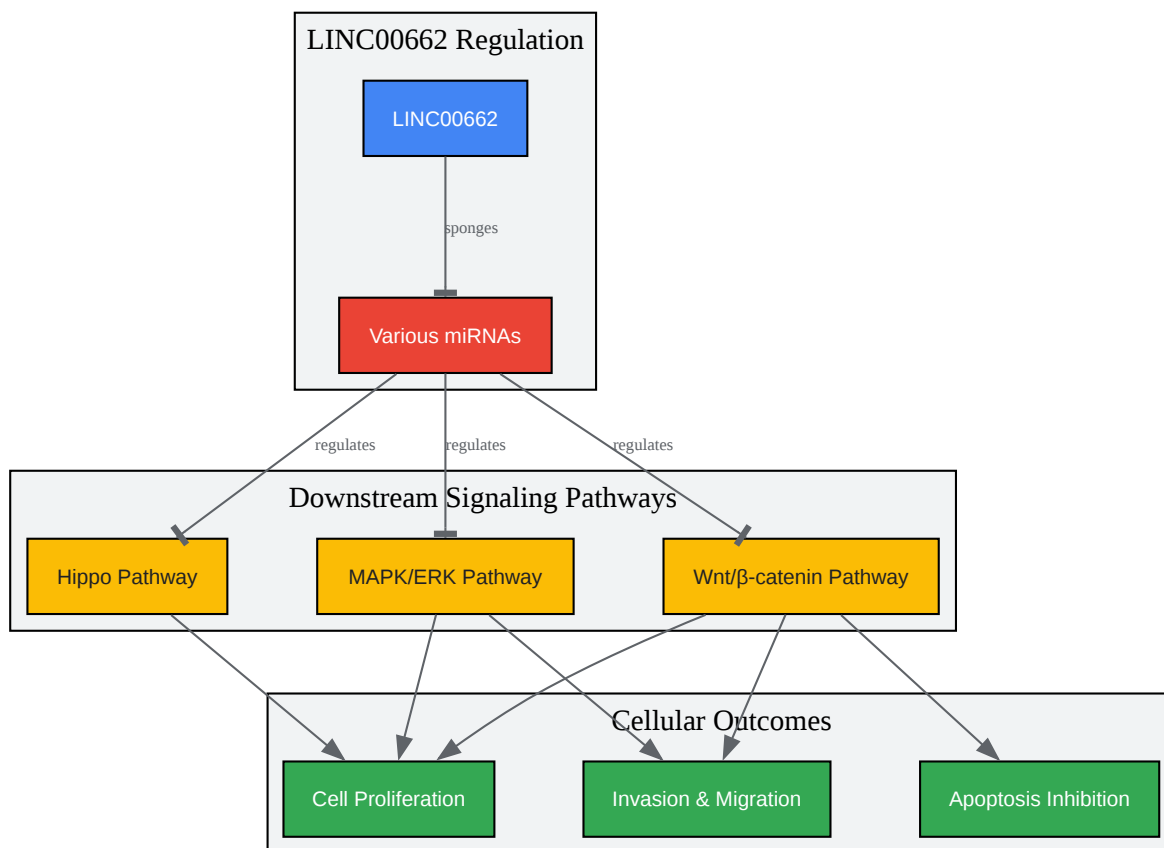 LINC00662 Regulation
LINC00662
sponges
Various miRNAs
regulates
regulates
regulates
Downstream Signaling Pathways
Hippo Pathway
MAPK/ERK Pathway
Wnt/β-catenin Pathway
Cellular Outcomes
Cell Proliferation
Invasion & Migration
Apoptosis Inhibition